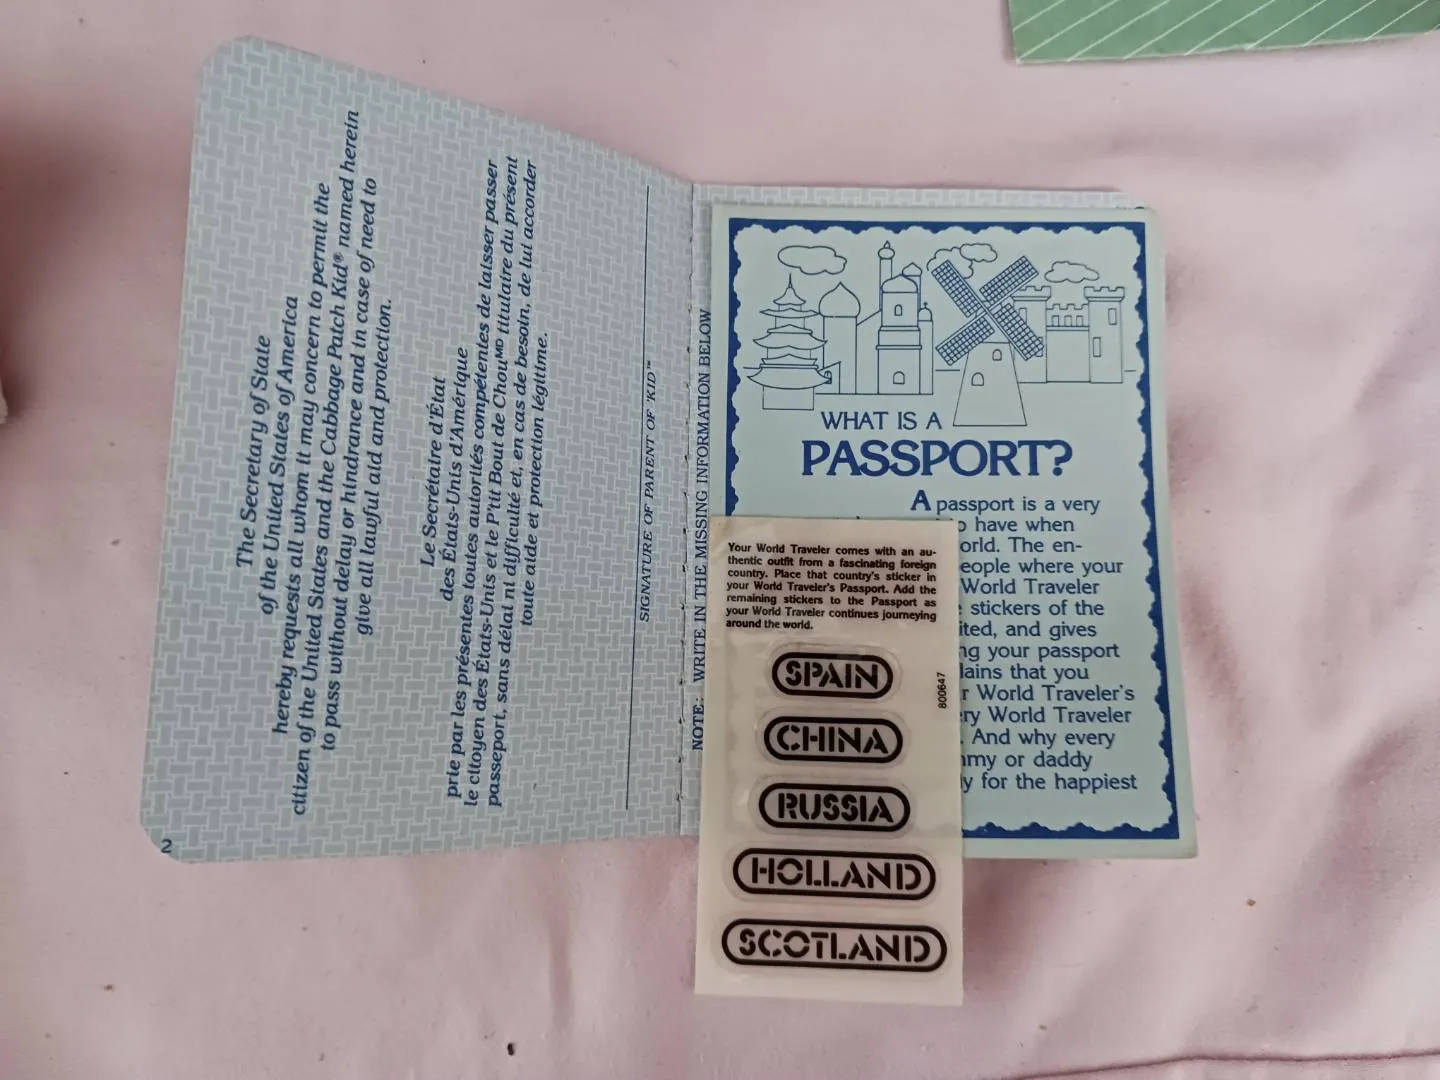 The Secretary of State
of the United States of America
hereby requests all whom it may concern to permit the
citizen of the United States and the Cabbage Patch Kid® named herein
to pass without delay or hindrance and in case of need to
give all lawful aid and protection.
Le Secrétaire d'État
des États-Unis d'Amérique
prie par les présentes toutes autorités compétentes de laisser passer
le citoyen des États-Unis et le P'tit Bout de Chou MD titulaire du présent
passeport, sans délai ni difficulté et, en cas de besoin, de lui accorder
toute aide et protection légitime.
SIGNATURE OF PARENT OF 'KID'™
2
NOTE: WRITE IN THE MISSING INFORMATION BELOW
WHAT IS A
PASSPORT?
A passport is a very
have when
The en-
where your
World Traveler
stickers of the
and gives
your passport
that you
World Traveler's
World Traveler
And why every
or daddy
for the happiest
Your World Traveler comes with an au-
thentic outfit from a fascinating foreign
country. Place that country's sticker in
your World Traveler's Passport. Add the
remaining stickers to the Passport as
your World Traveler continues journeying
around the world.
SPAIN
CHINA
RUSSIA
HOLLAND
SCOTLAND
800647